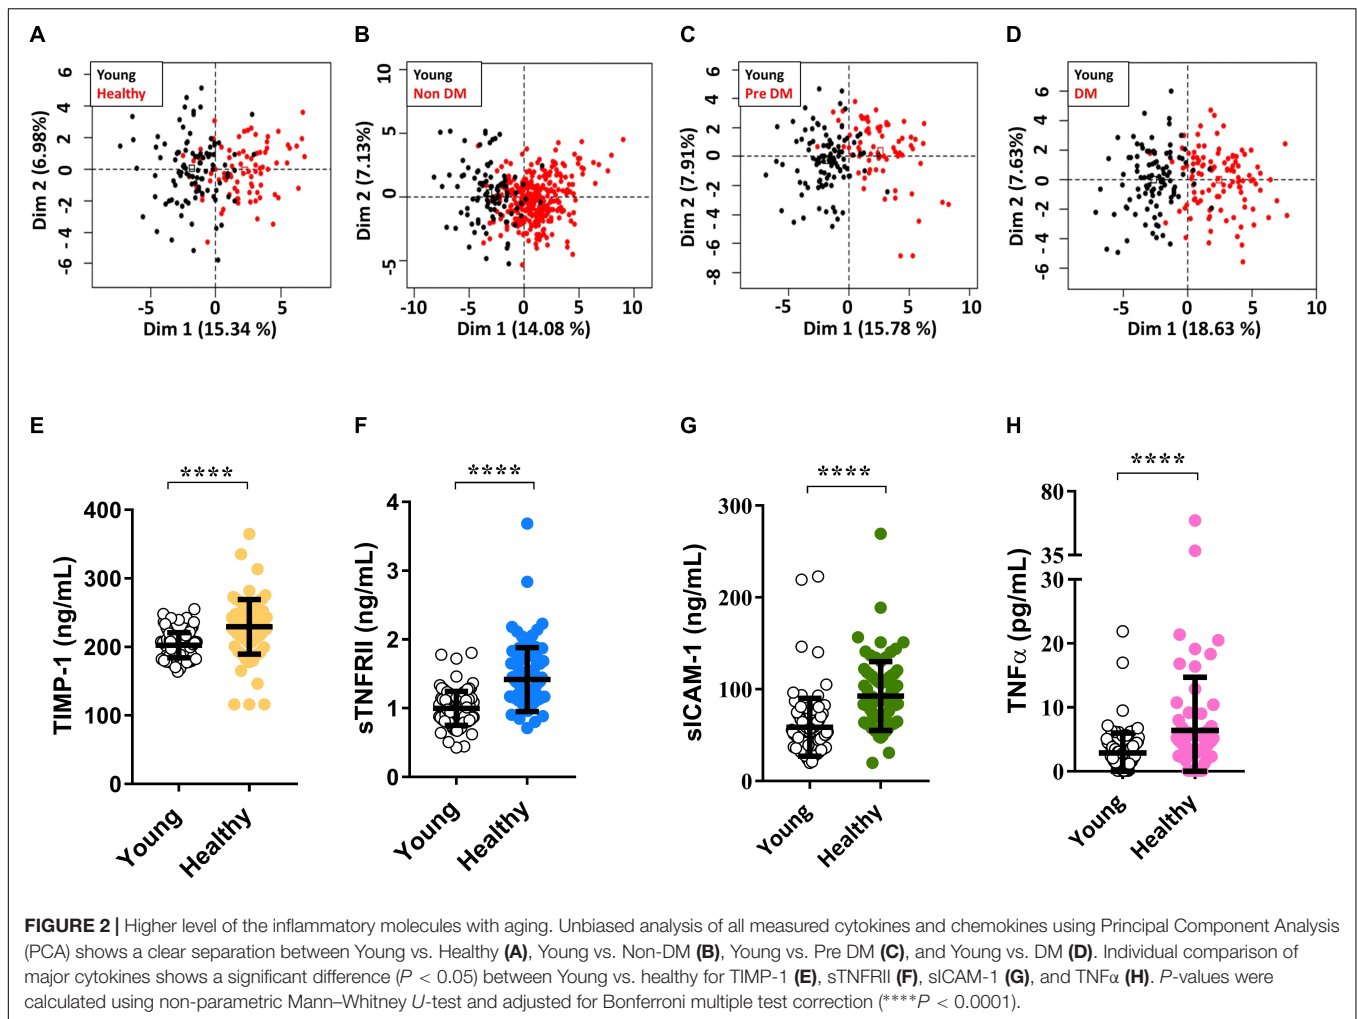 A
B
C
D
Young
Healthy
Dim 2 (6.98%)
6
4
2
0
-2
-4
-6
-5
0
5
Dim 1 (15.34 %)
Young
Non DM
Dim 2 (7.13%)
10
5
0
-5
-10
-5
0
5
10
Dim 1 (14.08 %)
Young
Pre DM
Dim 2 (7.91%)
6
4
2
0
-2
-4
-6
-8
-5
0
5
10
Dim 1 (15.78 %)
Young
DM
Dim 2 (7.63%)
6
4
2
0
-2
-4
-6
-5
0
5
10
Dim 1 (18.63 %)
E
F
G
H
****
TIMP-1 (ng/mL)
400
300
200
100
0
Young
Healthy
****
sTNFRII (ng/mL)
4
3
2
1
0
Young
Healthy
****
sICAM-1 (ng/mL)
300
200
100
0
Young
Healthy
****
TNFα (pg/mL)
80
35
30
20
10
0
Young
Healthy
FIGURE 2 | Higher level of the inflammatory molecules with aging. Unbiased analysis of all measured cytokines and chemokines using Principal Component Analysis
(PCA) shows a clear separation between Young vs. Healthy (A), Young vs. Non-DM (B), Young vs. Pre DM (C), and Young vs. DM (D). Individual comparison of
major cytokines shows a significant difference (P < 0.05) between Young vs. healthy for TIMP-1 (E), sTNFRII (F), sICAM-1 (G), and TNFα (H). P-values were
calculated using non-parametric Mann–Whitney U-test and adjusted for Bonferroni multiple test correction (****P < 0.0001).